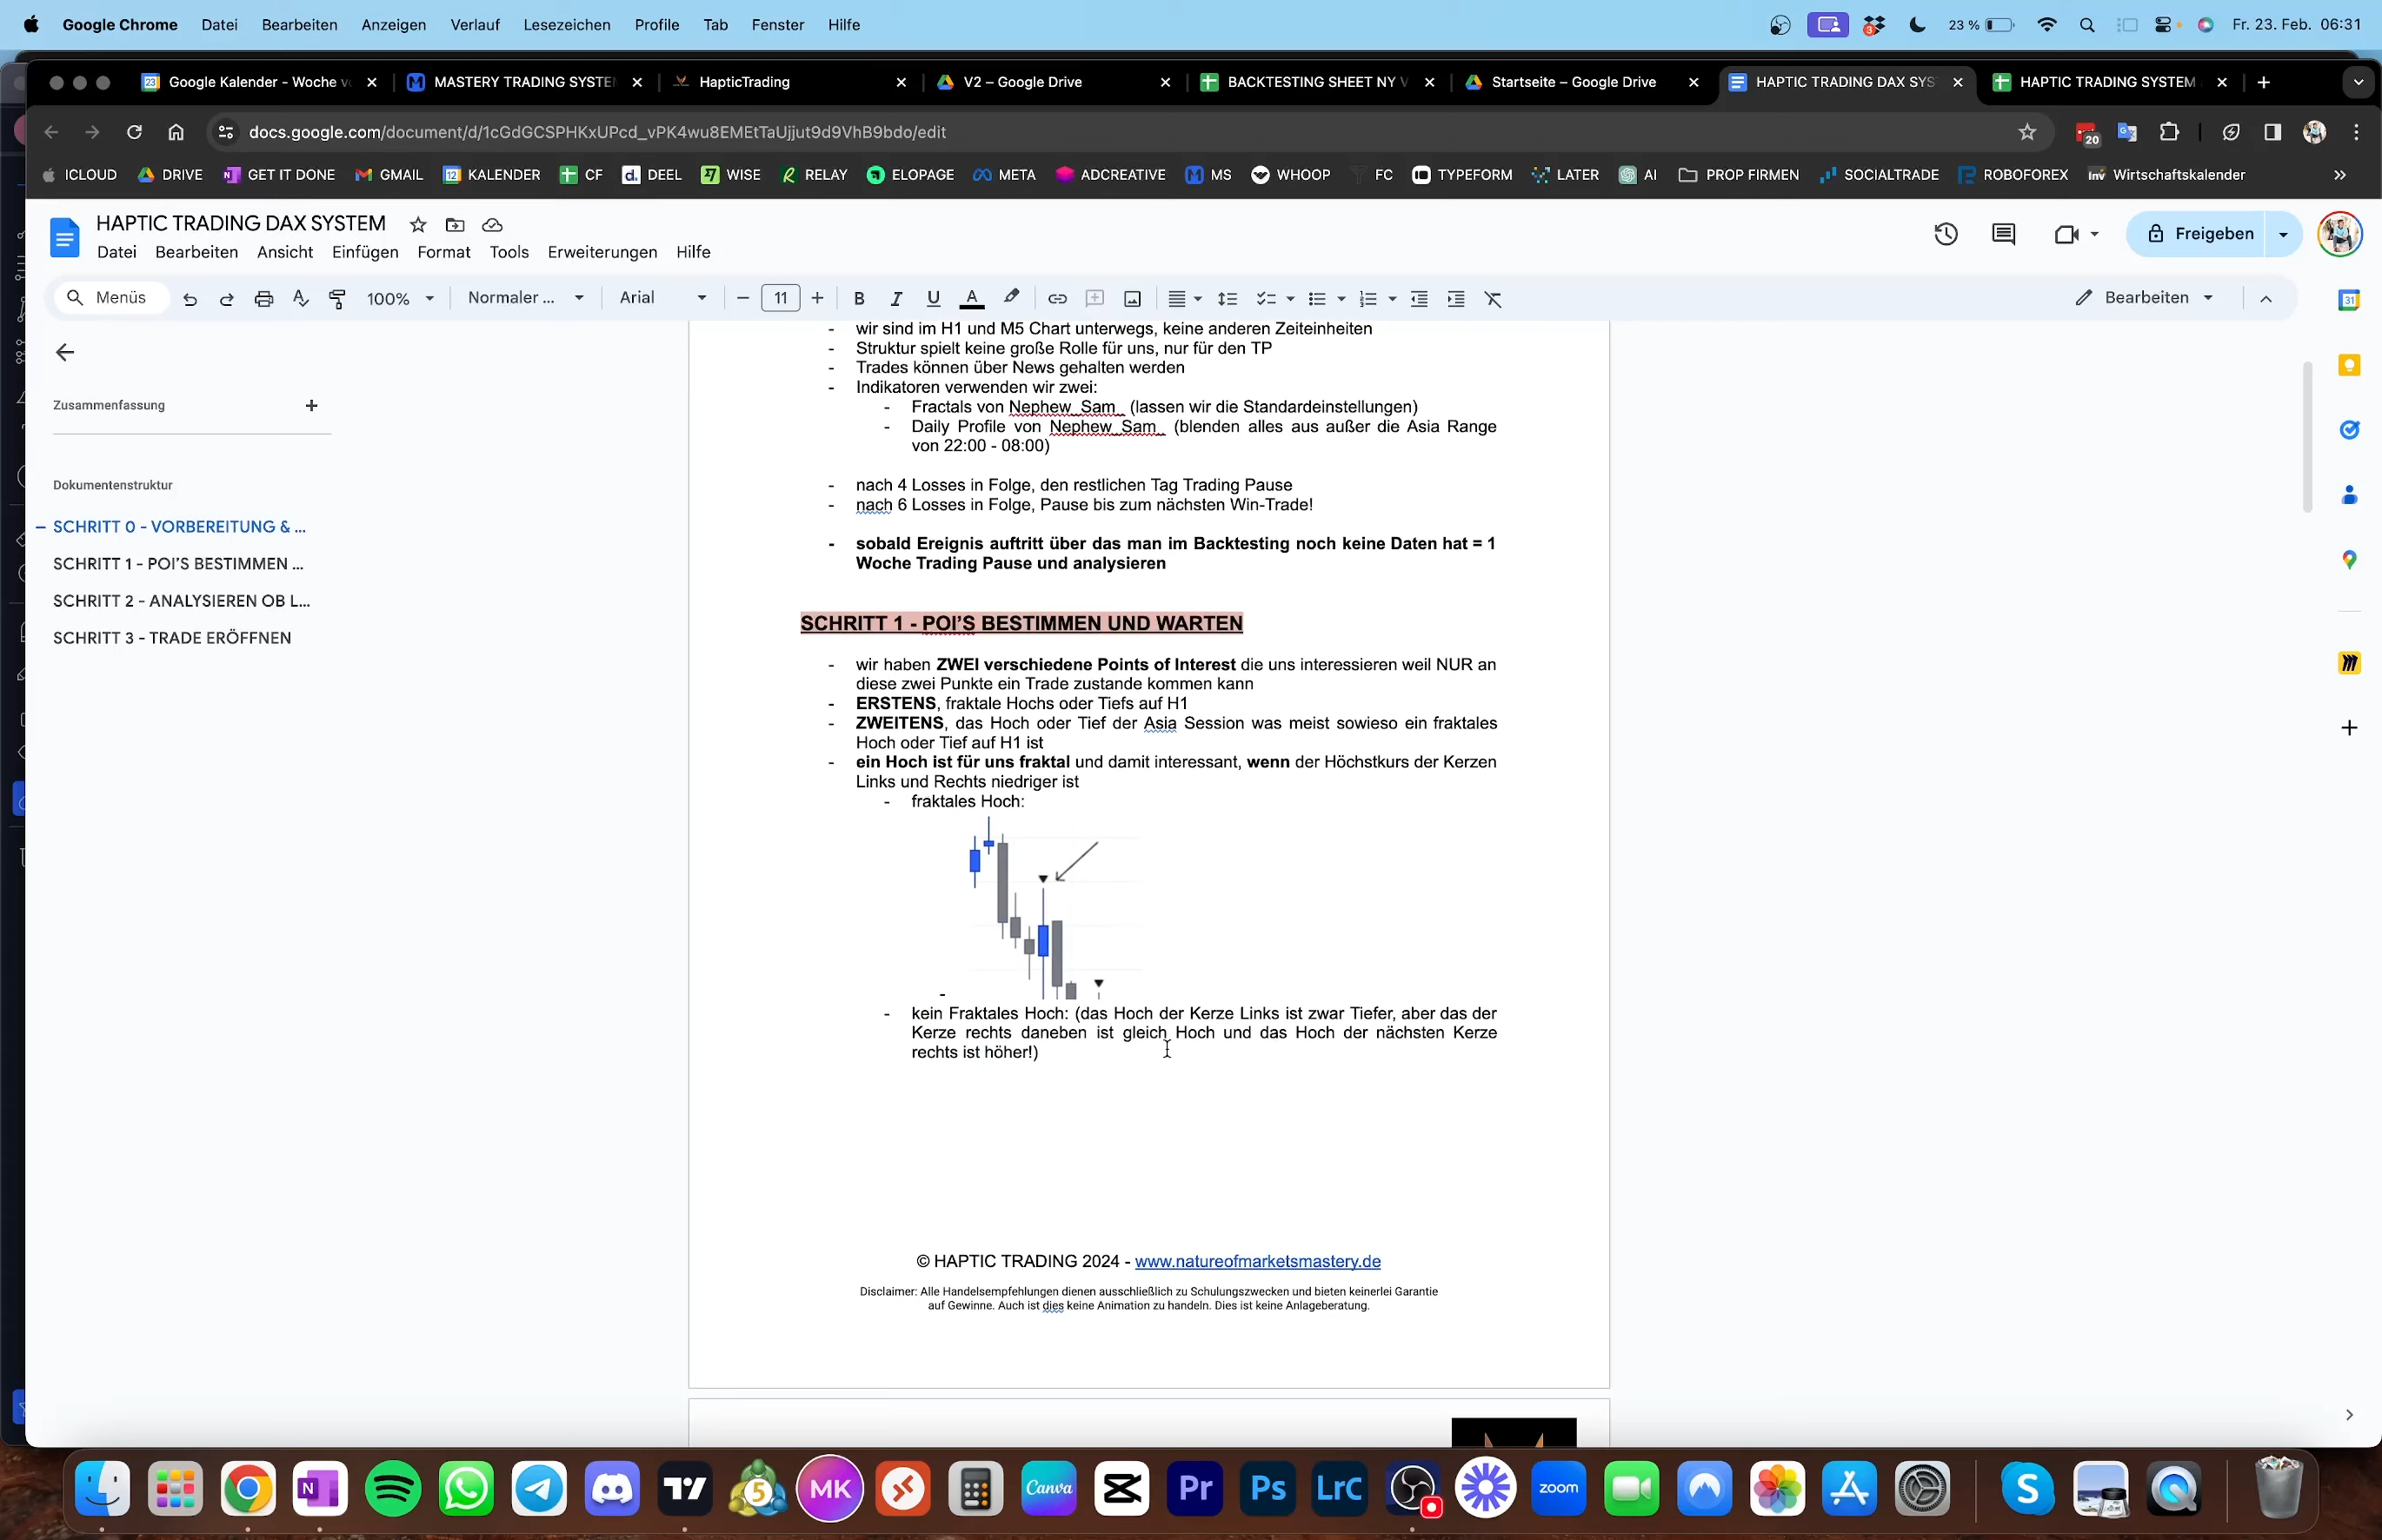 Google Chrome Datei Bearbeiten Anzeigen Verlauf Lesezeichen Profile Tab Fenster Hilfe 3 23 % Fr. 23. Feb. 06:31
Google Kalender - Woche v MASTERY TRADING SYSTE HapticTrading V2 – Google Drive BACKTESTING SHEET NY V Startseite – Google Drive HAPTIC TRADING DAX SYS HAPTIC TRADING SYSTEM
docs.google.com/document/d/1cGdGCSPHKxUPcd_vPK4wu8EMEtTaUjjut9d9VhB9bdo/edit 20
ICLOUD DRIVE GET IT DONE GMAIL KALENDER CF DEEL WISE RELAY ELOPAGE META ADCREATIVE MS WHOOP FC TYPEFORM LATER AI PROP FIRMEN SOCIALTRADE ROBOFOREX Wirtschaftskalender
HAPTIC TRADING DAX SYSTEM
Datei Bearbeiten Ansicht Einfügen Format Tools Erweiterungen Hilfe
Freigeben
Menüs 100% Normaler ... Arial 11 Bearbeiten
Zusammenfassung
Dokumentenstruktur
SCHRITT 0 - VORBEREITUNG & ...
SCHRITT 1 - POI'S BESTIMMEN ...
SCHRITT 2 - ANALYSIEREN OB L...
SCHRITT 3 - TRADE ERÖFFNEN
- wir sind im H1 und M5 Chart unterwegs, keine anderen Zeiteinheiten
- Struktur spielt keine große Rolle für uns, nur für den TP
- Trades können über News gehalten werden
- Indikatoren verwenden wir zwei:
- Fractals von Nephew_Sam_ (lassen wir die Standardeinstellungen)
- Daily Profile von Nephew_Sam_ (blenden alles aus außer die Asia Range
von 22:00 - 08:00)
- nach 4 Losses in Folge, den restlichen Tag Trading Pause
- nach 6 Losses in Folge, Pause bis zum nächsten Win-Trade!
- sobald Ereignis auftritt über das man im Backtesting noch keine Daten hat = 1
Woche Trading Pause und analysieren
SCHRITT 1 - POI'S BESTIMMEN UND WARTEN
- wir haben ZWEI verschiedene Points of Interest die uns interessieren weil NUR an
diese zwei Punkte ein Trade zustande kommen kann
- ERSTENS, fraktale Hochs oder Tiefs auf H1
- ZWEITENS, das Hoch oder Tief der Asia Session was meist sowieso ein fraktales
Hoch oder Tief auf H1 ist
- ein Hoch ist für uns fraktal und damit interessant, wenn der Höchstkurs der Kerzen
Links und Rechts niedriger ist
- fraktales Hoch:
-
- kein Fraktales Hoch: (das Hoch der Kerze Links ist zwar Tiefer, aber das der
Kerze rechts daneben ist gleich Hoch und das Hoch der nächsten Kerze
rechts ist höher!)
© HAPTIC TRADING 2024 - www.natureofmarketsmastery.de
Disclaimer: Alle Handelsempfehlungen dienen ausschließlich zu Schulungszwecken und bieten keinerlei Garantie
auf Gewinne. Auch ist dies keine Animation zu handeln. Dies ist keine Anlageberatung.
N 5 MK Canva Pr Ps LrC zoom S